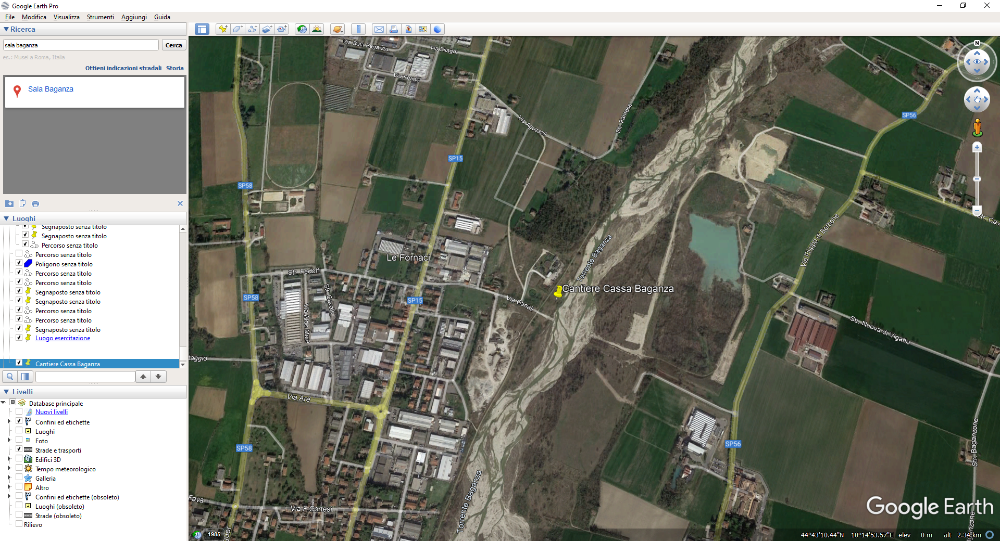 Google Earth Pro
File Modifica Visualizza Strumenti Aggiungi Guida
Ricerca
sala baganza
Cerca
es.: Musei a Roma, Italia
Ottieni indicazioni stradali Storia
Sala Baganza
Luoghi
Segnaposto senza titolo
Segnaposto senza titolo
Percorso senza titolo
Percorso senza titolo
Poligono senza titolo
Percorso senza titolo
Percorso senza titolo
Segnaposto senza titolo
Segnaposto senza titolo
Percorso senza titolo
Percorso senza titolo
Segnaposto senza titolo
Luogo esercitazione
Cantiere Cassa Baganza
Livelli
Database principale
Nuovi livelli
Confini ed etichette
Luoghi
Foto
Strade e trasporti
Edifici 3D
Tempo meteorologico
Galleria
Altro
Confini ed etichette (obsoleto)
Luoghi (obsoleto)
Strade (obsoleto)
Rilievo
Via Sala Baganza
Via Filagni
Via Felino
N
Via Aguzzoli
Str. Farnese
SP56
SP15
SP58
Str. Cav
Via Filippo di Borbone
Torrente Baganza
Le Fornaci
Str. Fedolfi
Str. Cavalli
Via Aldo Moro
SP58
SP15
Via Canali
Cantiere Cassa Baganza
Str. Nuova di Vigatto
taggio
Via Are
SP58
SP56
Str. Baganzone
Fava
Via F.Cortesi
Torrente Baganza
guer
ganzone
Google Earth
1985
44°43'10.44"N 10°14'53.57"E elev 0 m alt 2.34 km